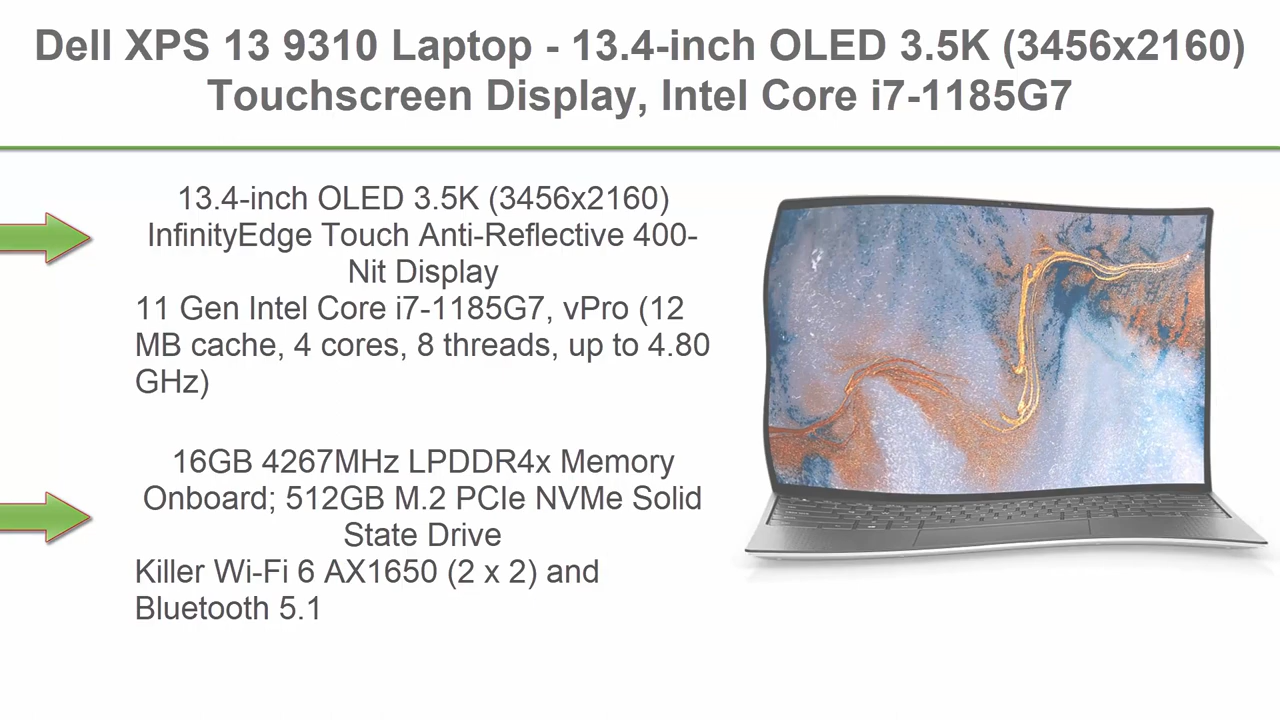 Dell XPS 13 9310 Laptop - 13.4-inch OLED 3.5K (3456x2160)
Touchscreen Display, Intel Core i7-1185G7
13.4-inch OLED 3.5K (3456x2160)
InfinityEdge Touch Anti-Reflective 400-
Nit Display
11 Gen Intel Core i7-1185G7, vPro (12
MB cache, 4 cores, 8 threads, up to 4.80
GHz)
16GB 4267MHz LPDDR4x Memory
Onboard; 512GB M.2 PCIe NVMe Solid
State Drive
Killer Wi-Fi 6 AX1650 (2 x 2) and
Bluetooth 5.1